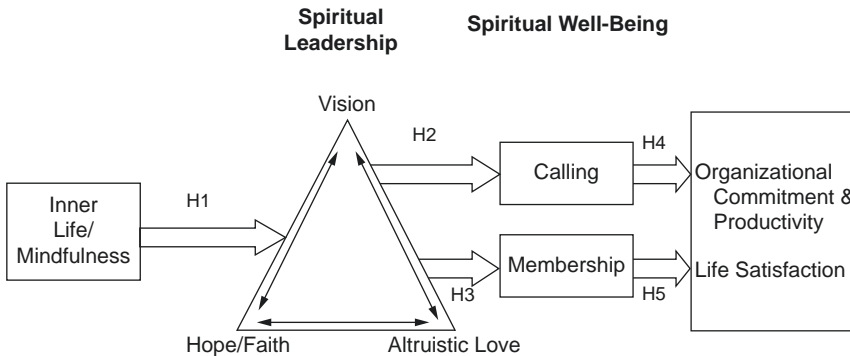 Spiritual
Leadership
Spiritual Well-Being
Vision
H2
H4
Calling
Organizational
Commitment &
Productivity
Inner
Life/
Mindfulness
H1
Membership
Life Satisfaction
H3
H5
Hope/Faith
Altruistic Love